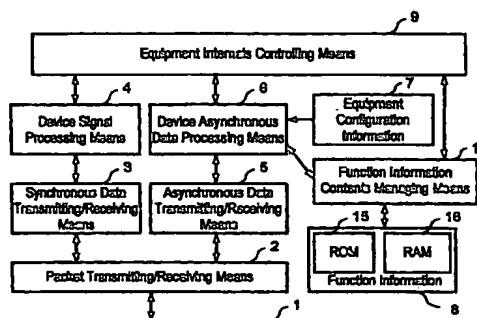 9
Equipment Internals Controlling Means
4
6
7
Device Signal
Processing Means
Device Asynchronous
Data Processing Means
Equipment
Configuration
Information
1
3
5
Function Information
Contents Managing Means
Synchronous Data
Transmitting/Receiving
Means
Asynchronous Data
Transmitting/Receiving
Means
15
16
ROM
RAM
Function Information
2
Packet Transmitting/Receiving Means
8
1